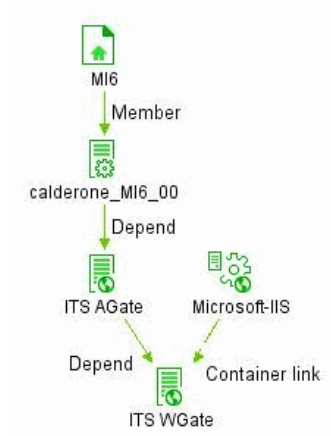 MI6
Member
calderone_MI6_00
Depend
ITS AGate
Microsoft-IIS
Depend
Container link
ITS WGate